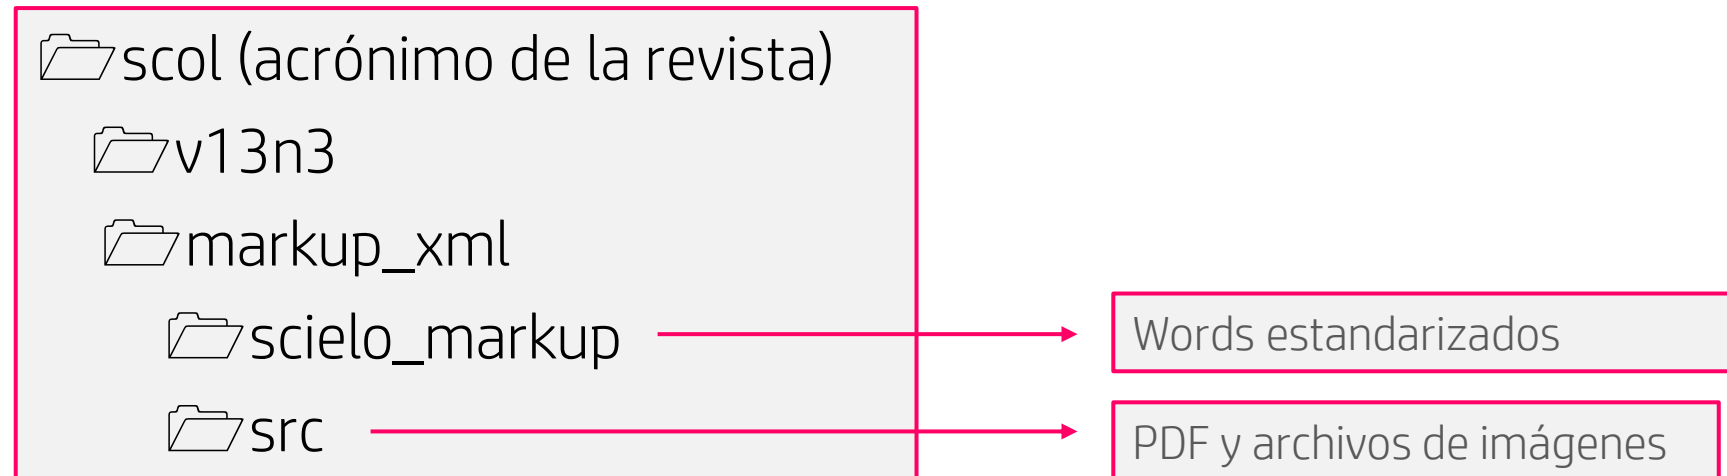 scol (acrónimo de la revista)
v13n3
markup_xml
scielo_markup
Words estandarizados
src
PDF y archivos de imágenes